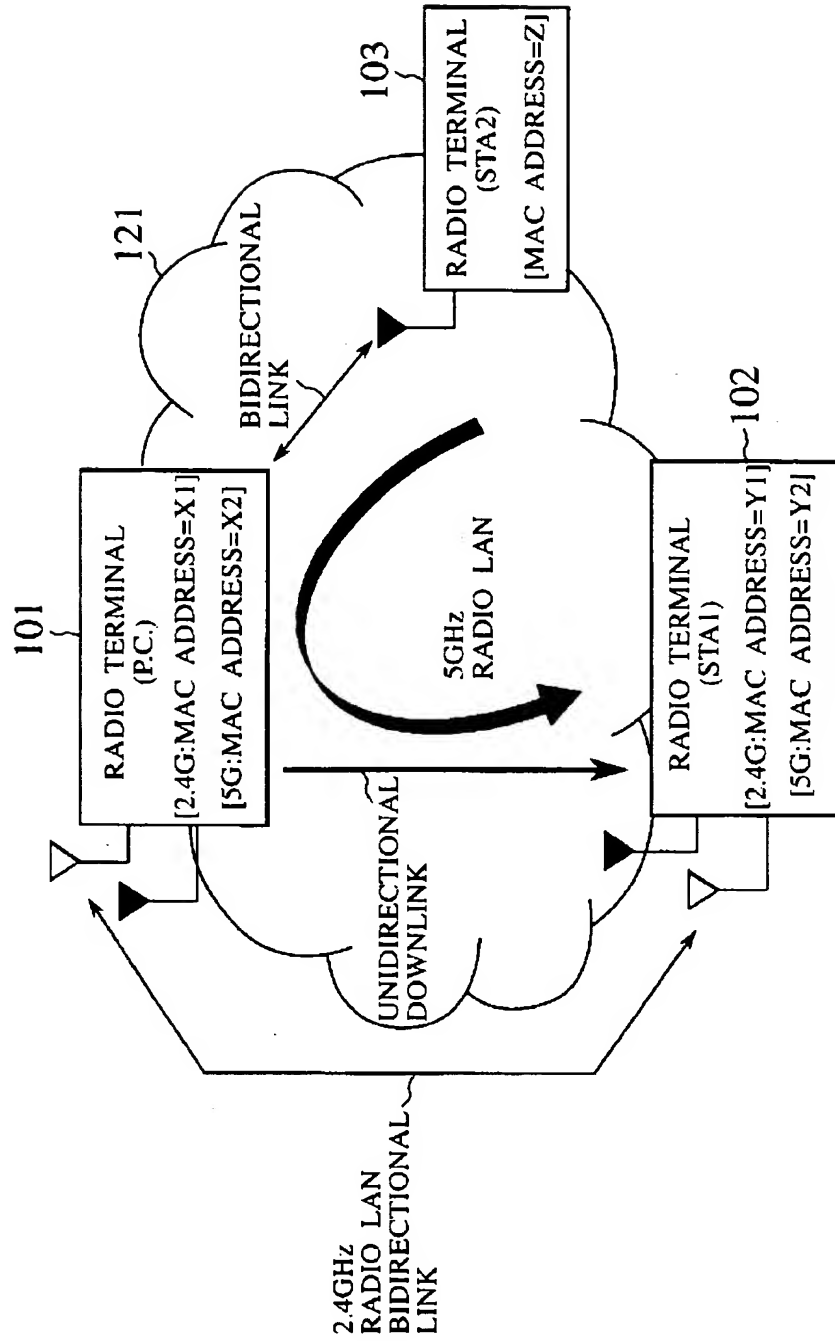 101
RADIO TERMINAL
(P.C.)
[2.4G:MAC ADDRESS=X1]
[5G:MAC ADDRESS=X2]
121
BIDIRECTIONAL
LINK
103
RADIO TERMINAL
(STA2)
[MAC ADDRESS=Z]
5GHz
RADIO LAN
UNIDIRECTIONAL
DOWNLINK
2.4GHz
RADIO LAN
BIDIRECTIONAL
LINK
102
RADIO TERMINAL
(STA1)
[2.4G:MAC ADDRESS=Y1]
[5G:MAC ADDRESS=Y2]